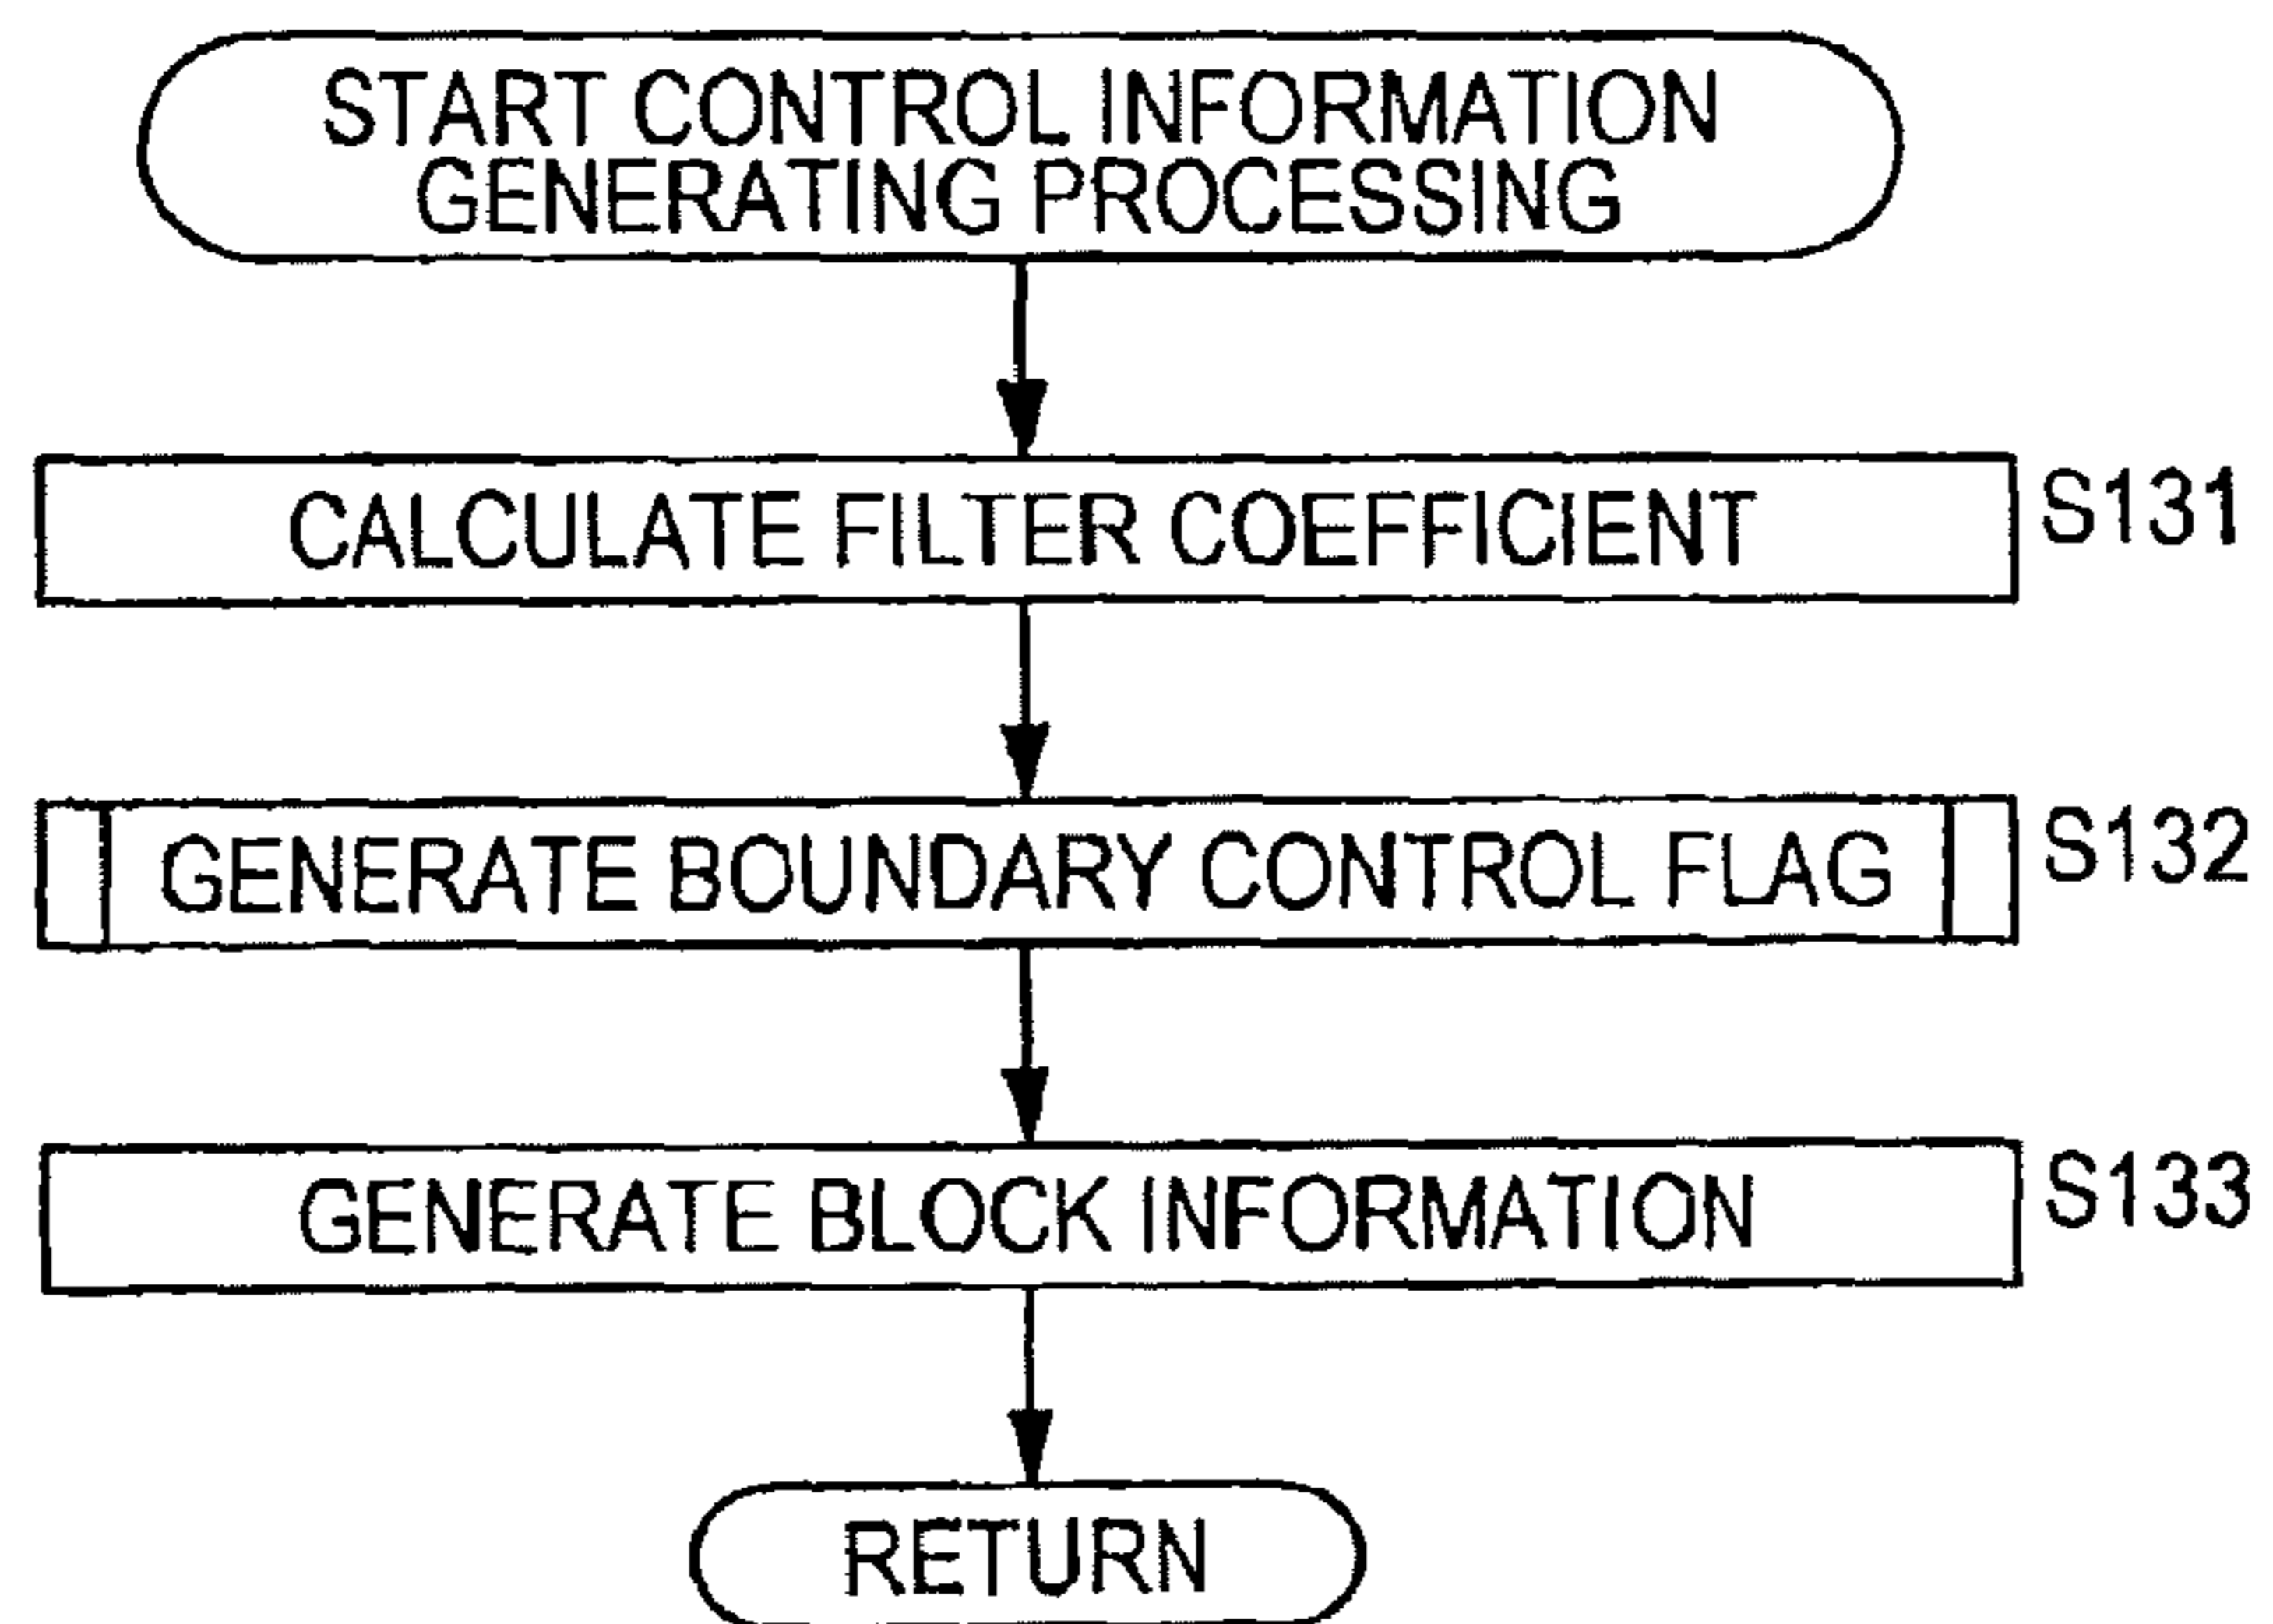 START CONTROL INFORMATION
GENERATING PROCESSING
CALCULATE FILTER COEFFICIENT
S131
GENERATE BOUNDARY CONTROL FLAG
S132
GENERATE BLOCK INFORMATION
S133
RETURN